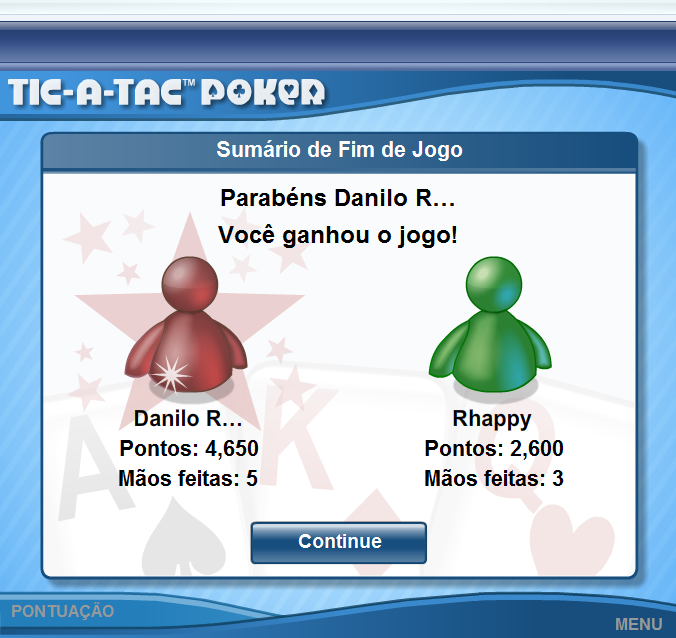 TIC-A-TAC™ POKER
Sumário de Fim de Jogo
Parabéns Danilo R...
Você ganhou o jogo!
A K Q
Danilo R... Rhappy
Pontos: 4,650 Pontos: 2,600
Mãos feitas: 5 Mãos feitas: 3
Continue
PONTUAÇÃO
MENU